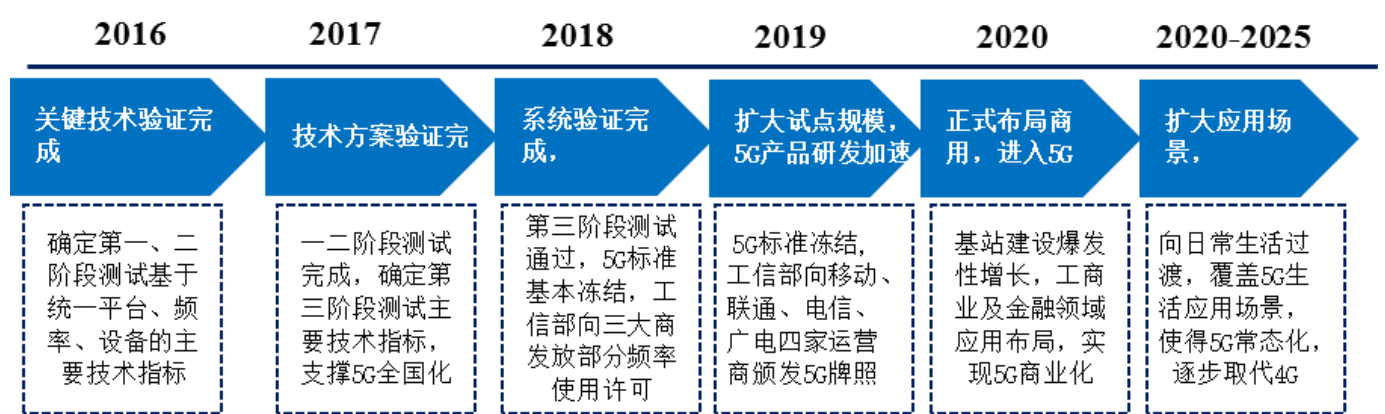 2016
2017
2018
2019
2020
2020-2025
关键技术验证完
成
技术方案验证完
系统验证完
成，
扩大试点规模，
5G产品研发加速
正式布局商
用，进入5G
扩大应用场
景，
确定第一、二
阶段测试基于
统一平台、频
率、设备的主
要技术指标
一二阶段测试
完成，确定第
三阶段测试主
要技术指标，
支撑5G全国化
第三阶段测试
通过，5G标准
基本冻结，工
信部向三大商
发放部分频率
使用许可
5G标准冻结，
工信部向移动、
联通、电信、
广电四家运营
商颁发5G牌照
基站建设爆发
性增长，工商
业及金融领域
应用布局，实
现5G商业化
向日常生活过
渡，覆盖5G生
活应用场景，
使得5G常态化，
逐步取代4G